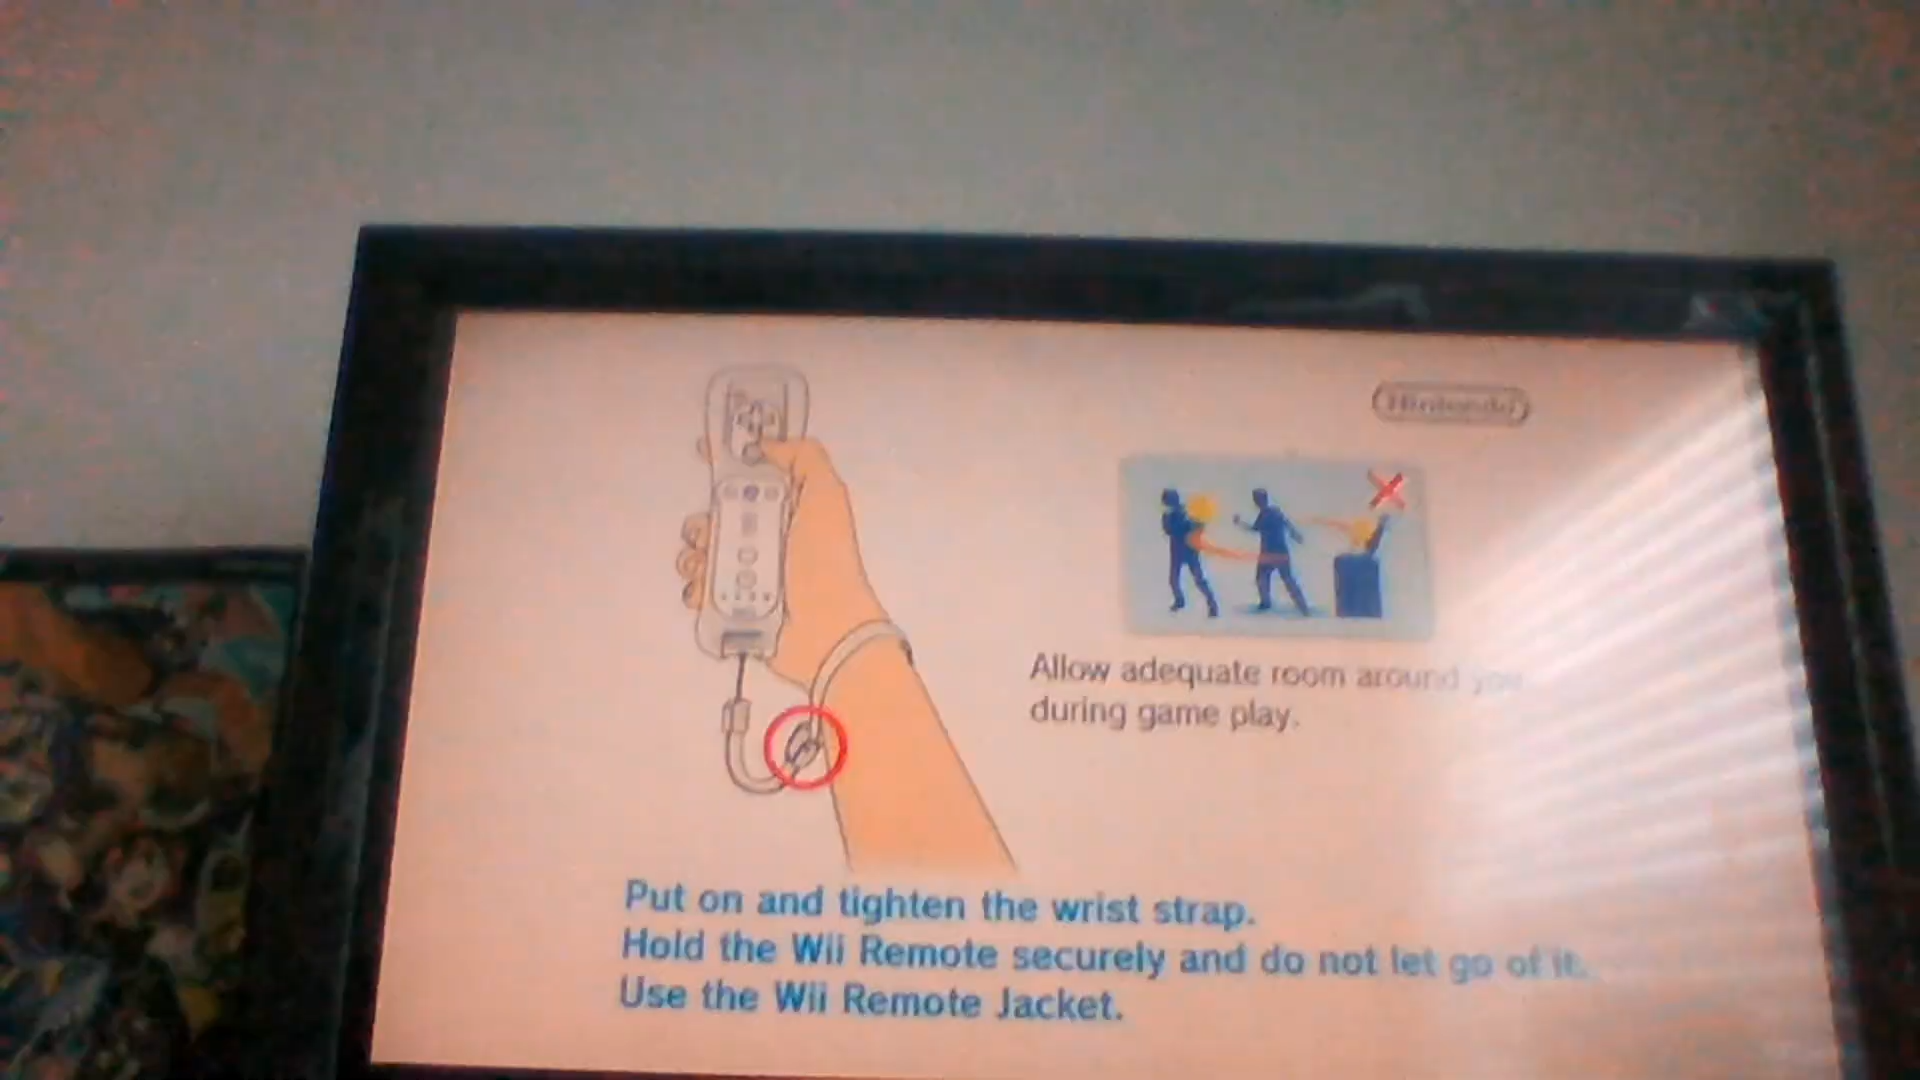 Nintendo
Allow adequate room around you
during game play.
Put on and tighten the wrist strap.
Hold the Wii Remote securely and do not let go of it.
Use the Wii Remote Jacket.